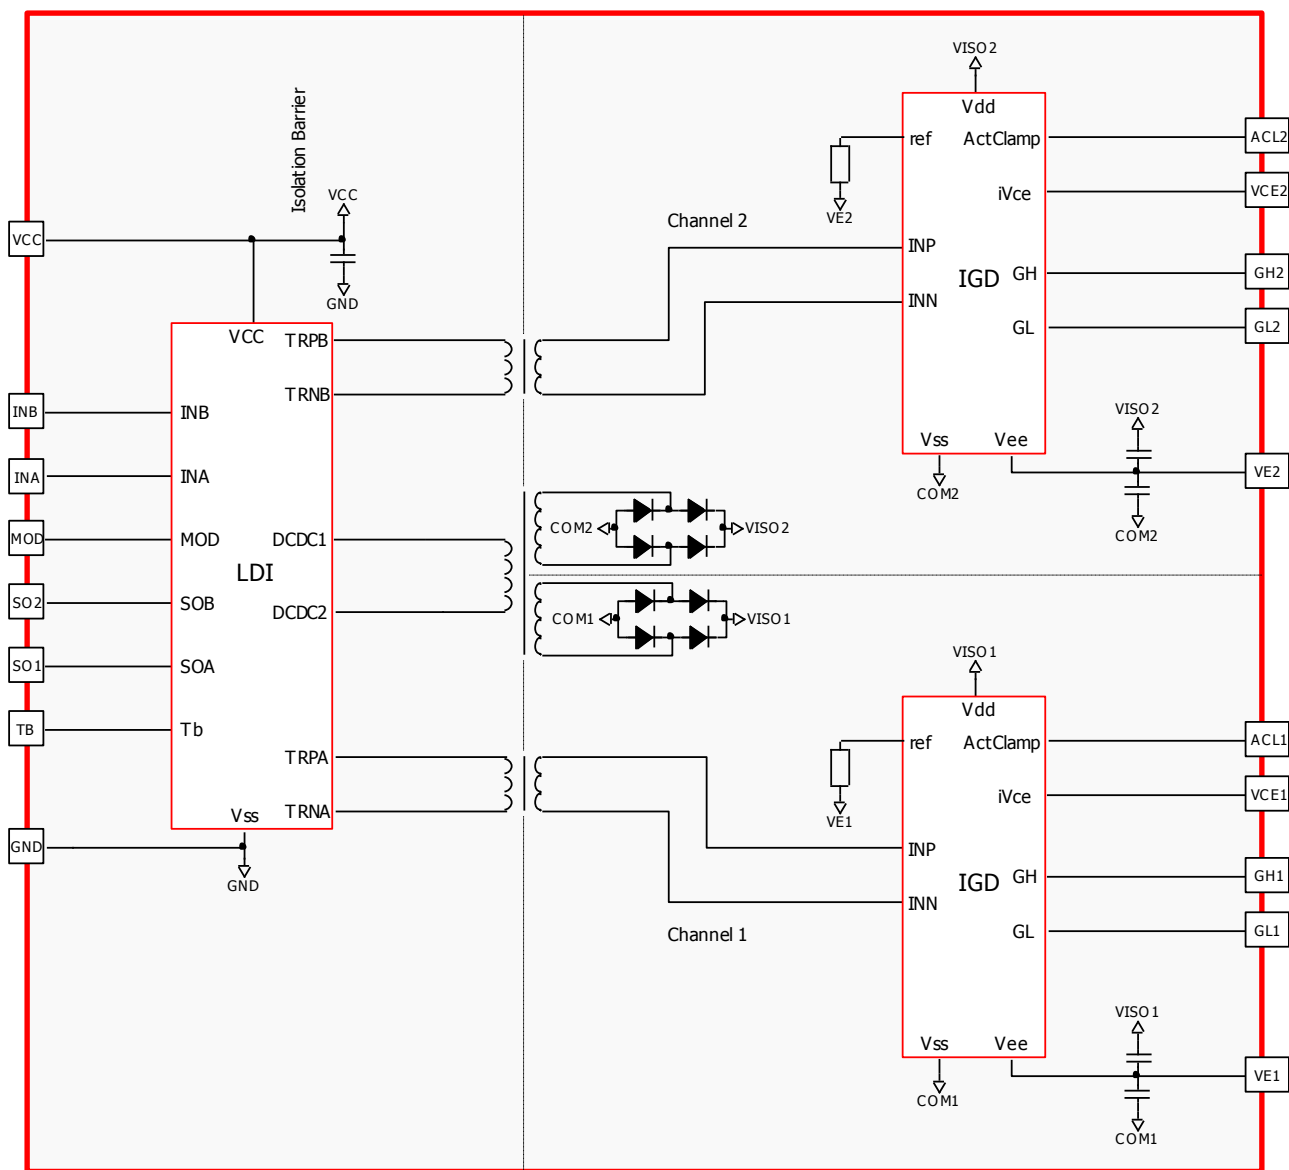 VISO2
Vdd
ref
ActClamp
ACL2
Isolation Barrier
VCC
iVce
VCE2
VE2
Channel 2
VCC
INP
IGD
GH
GH2
INN
GND
GL
GL2
VCC
TRPB
TRNB
INB
INB
VISO2
Vss
Vee
VE2
INA
INA
COM2
MOD
MOD
DCDC1
COM2
VISO2
COM2
LDI
SO2
SOB
DCDC2
COM1
VISO1
SO1
SOA
VISO1
Vdd
TB
Tb
ref
ActClamp
ACL1
TRPA
iVce
VCE1
TRNA
VE1
Vss
GND
INP
GND
IGD
GH
GH1
INN
Channel 1
GL
GL1
VISO1
Vss
Vee
VE1
COM1
COM1